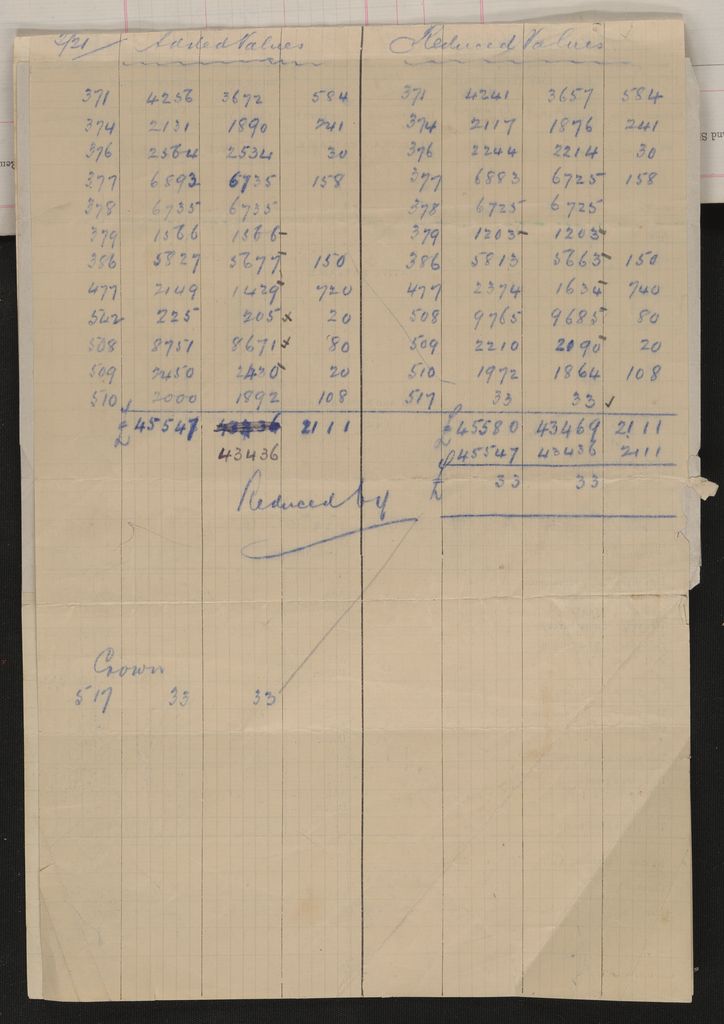 2/21 Added Values Reduced Values
371 4256 3672 584 371 4241 3657 584
374 2131 1890 241 374 2117 1876 241
376 2564 2534 30 376 2244 2214 30
377 6893 6735 158 377 6883 6725 158
378 6735 6735 378 6725 6725
379 1566 1566 379 1203 1203
386 5827 5677 150 386 5813 5663 150
477 2149 1429 720 477 2374 1634 740
502 225 205 x 20 508 9765 9685 80
508 8751 8671 x 80 509 2210 2190 20
509 2450 2430 20 510 1972 1864 108
510 2000 1892 108 517 33 33 ✓
£ 45547 2111 £ 45580 43469 2111
43436 45547 43436 2111
Reduced by £ 33 33
Crown
517 33 33